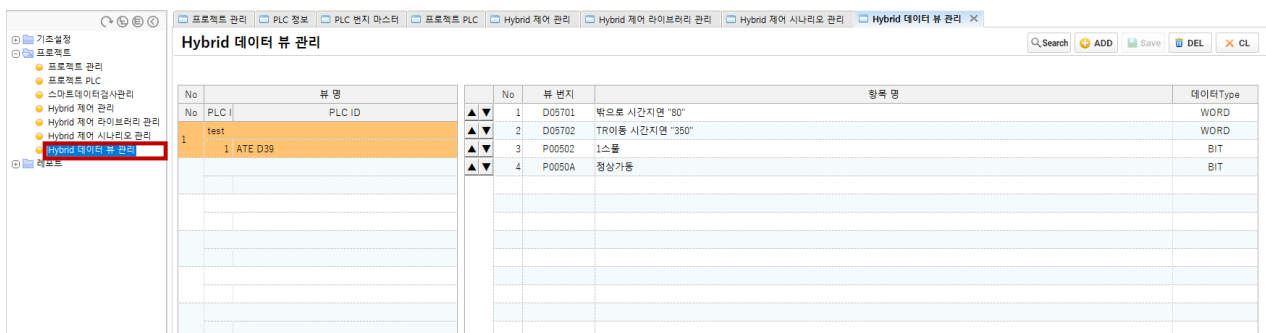 프로젝트 관리 PLC 정보 PLC 번지 마스터 프로젝트 PLC Hybrid 제어 관리 Hybrid 제어 라이브러리 관리 Hybrid 제어 시나리오 관리 Hybrid 데이터 뷰 관리
기초설정
프로젝트
프로젝트 관리
프로젝트 PLC
스마트데이터검사관리
Hybrid 제어 관리
Hybrid 제어 라이브러리 관리
Hybrid 제어 시나리오 관리
Hybrid 데이터 뷰 관리
레포트
Hybrid 데이터 뷰 관리
Search ADD Save DEL CL
No 뷰 명
No PLC I PLC ID
1 test
1 ATE D39
No 뷰 번지 항목 명 데이터Type
▲ ▼ 1 D05701 밖으로 시간지연 "80" WORD
▲ ▼ 2 D05702 TR이동 시간지연 "350" WORD
▲ ▼ 3 P00502 1스풀 BIT
▲ ▼ 4 P0050A 정상가동 BIT